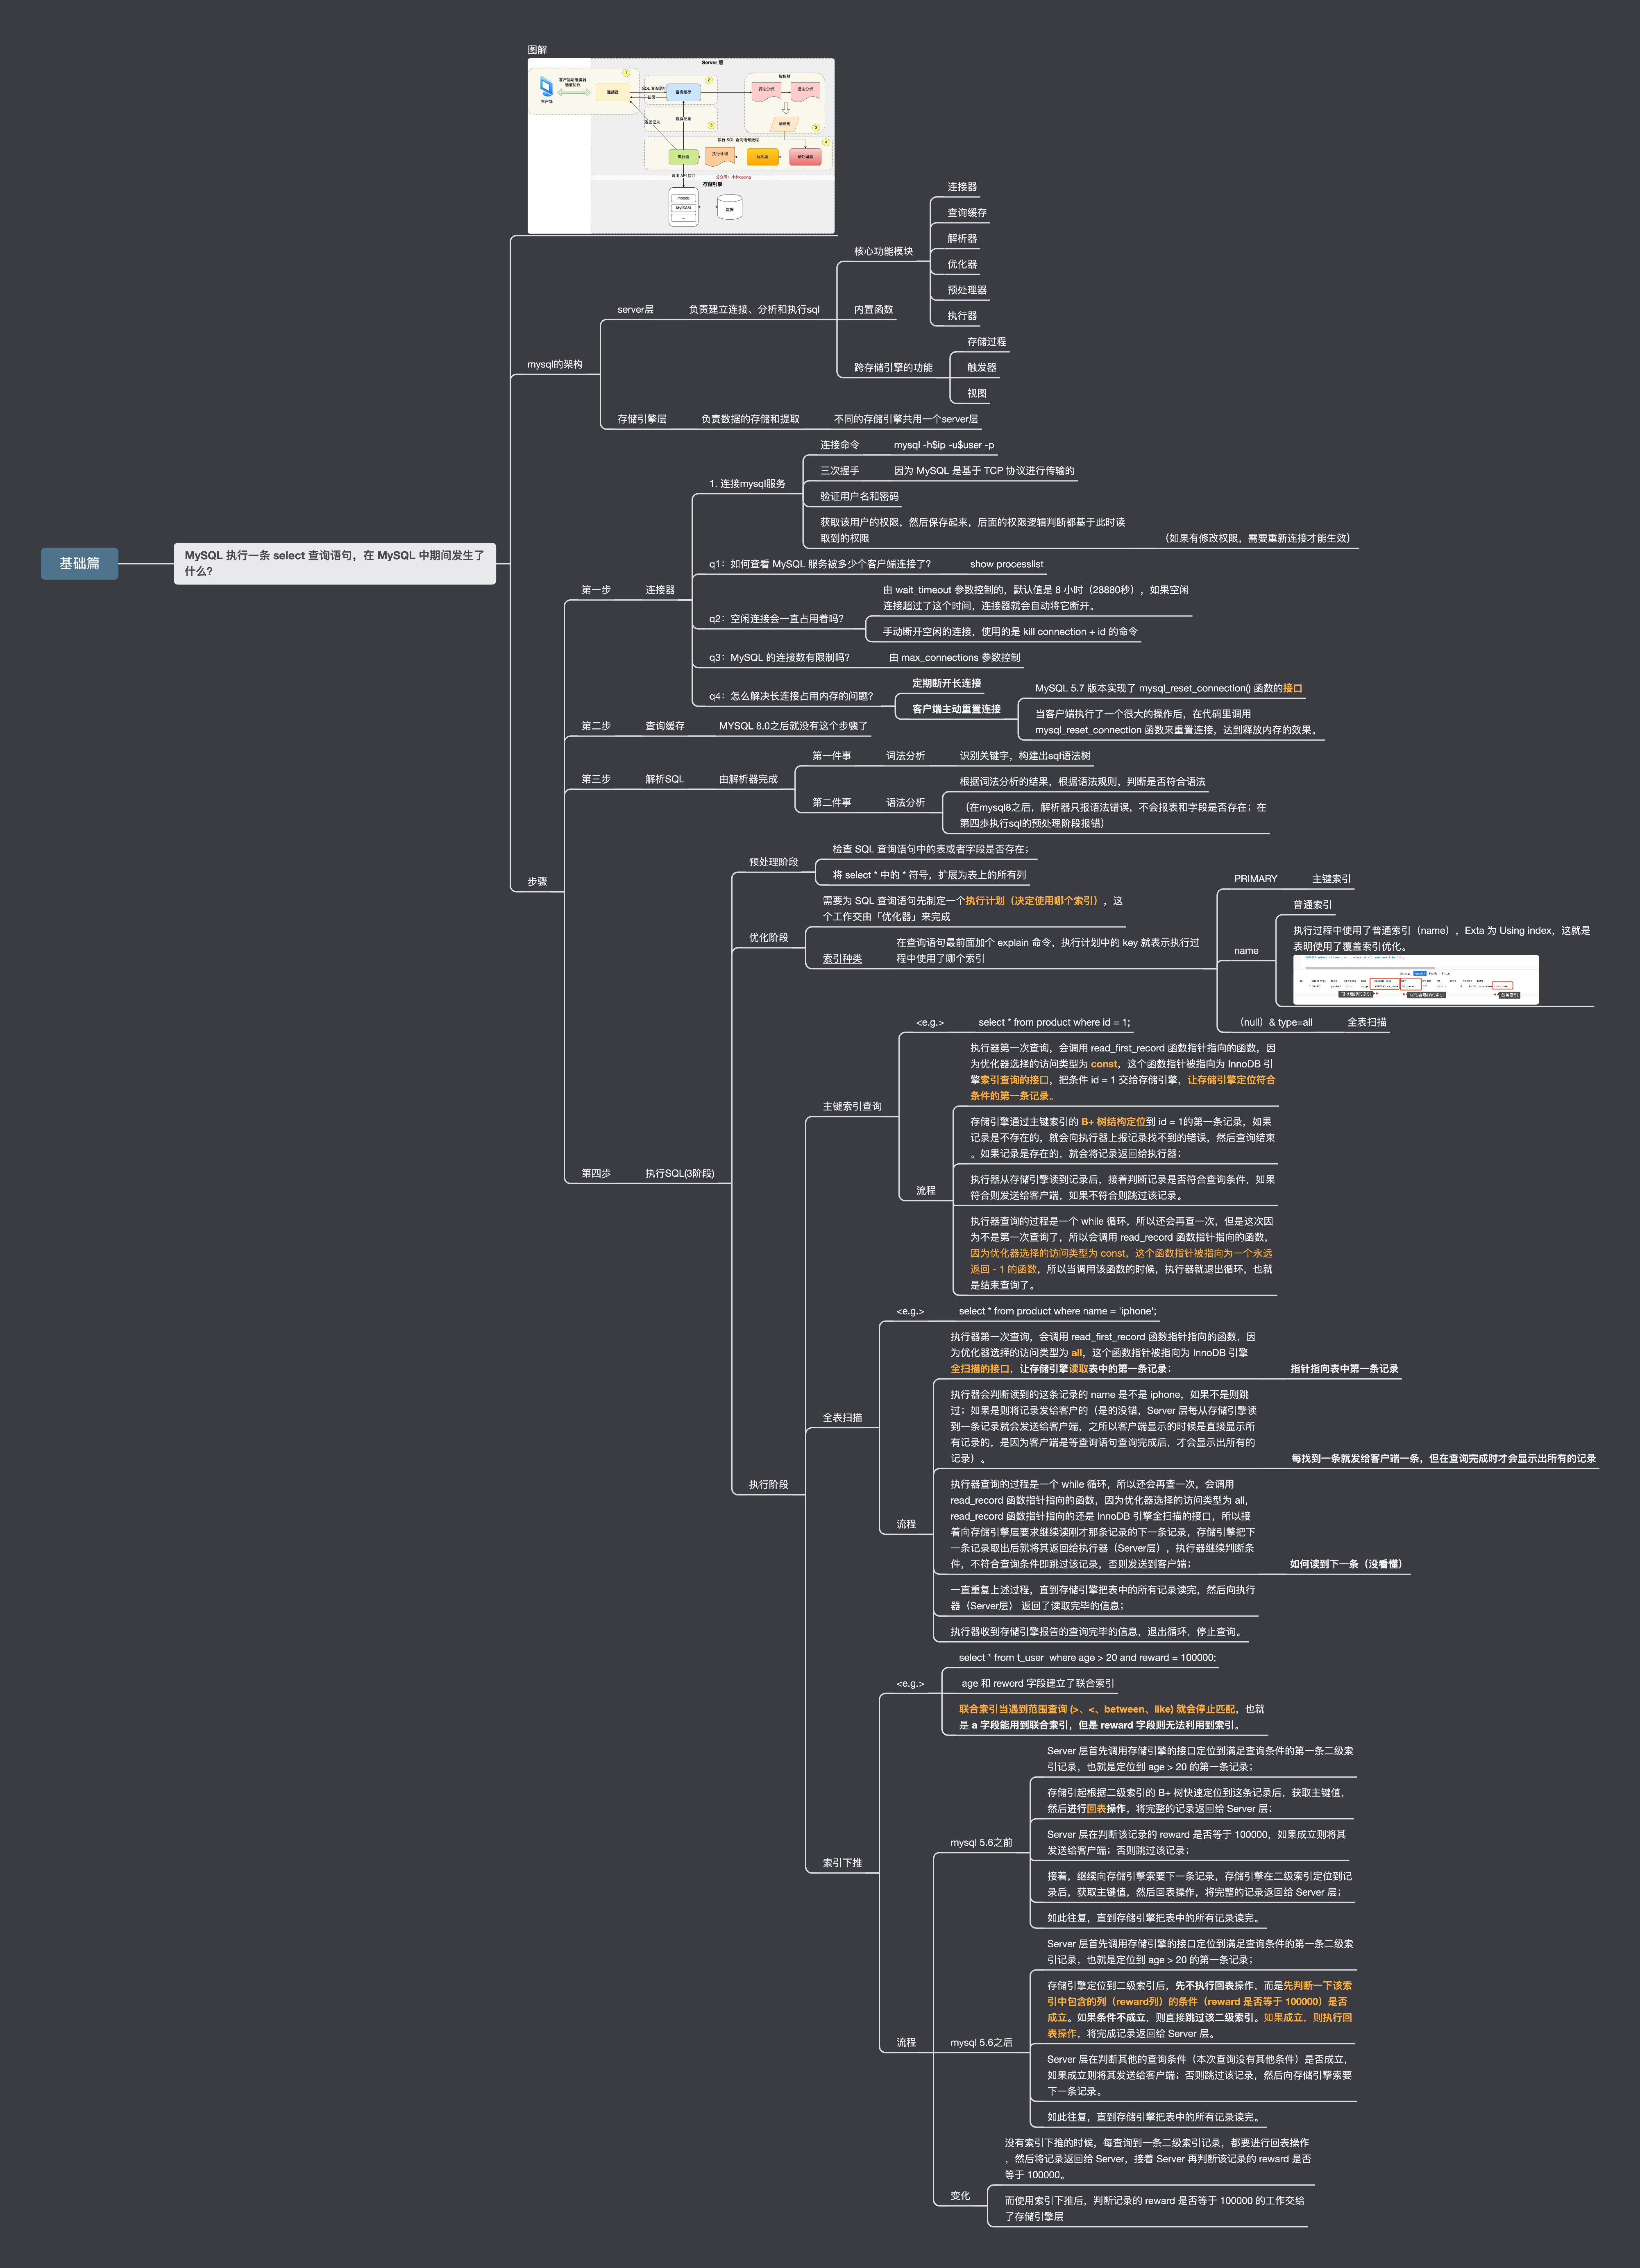 图解
Server 层
客户端与服务器
通信协议
客户端
连接器
1
SQL 查询语句
结果
2
查询缓存
解析器
词法分析
语法分析
语法树
3
返回记录
缓存记录
5
执行 SQL 查询语句流程
4
执行器
执行计划
优化器
预处理器
调用 API 接口
公众号:小林coding
存储引擎
Innodb
MyISAM
...
数据
连接器
查询缓存
核心功能模块
解析器
优化器
预处理器
执行器
server层
负责建立连接、分析和执行sql
内置函数
存储过程
跨存储引擎的功能
触发器
视图
mysql的架构
存储引擎层
负责数据的存储和提取
不同的存储引擎共用一个server层
连接命令
mysql -h$ip -u$user -p
三次握手
因为 MySQL 是基于 TCP 协议进行传输的
1. 连接mysql服务
验证用户名和密码
获取该用户的权限,然后保存起来,后面的权限逻辑判断都基于此时读
取到的权限
(如果有修改权限,需要重新连接才能生效)
基础篇
MySQL 执行一条 select 查询语句,在 MySQL 中期间发生了
什么?
q1:如何查看 MySQL 服务被多少个客户端连接了?
show processlist
第一步
连接器
由 wait_timeout 参数控制的,默认值是 8 小时(28880秒),如果空闲
连接超过了这个时间,连接器就会自动将它断开。
q2:空闲连接会一直占用着吗?
手动断开空闲的连接,使用的是 kill connection + id 的命令
q3:MySQL 的连接数有限制吗?
由 max_connections 参数控制
定期断开长连接
q4:怎么解决长连接占用内存的问题?
MySQL 5.7 版本实现了 mysql_reset_connection() 函数的接口
客户端主动重置连接
当客户端执行了一个很大的操作后,在代码里调用
mysql_reset_connection 函数来重置连接,达到释放内存的效果。
第二步
查询缓存
MYSQL 8.0之后就没有这个步骤了
第一件事
词法分析
识别关键字,构建出sql语法树
第三步
解析SQL
由解析器完成
根据词法分析的结果,根据语法规则,判断是否符合语法
第二件事
语法分析
(在mysql8之后,解析器只报语法错误,不会报表和字段是否存在;在
第四步执行sql的预处理阶段报错)
步骤
预处理阶段
检查 SQL 查询语句中的表或者字段是否存在;
将 select * 中的 * 符号,扩展为表上的所有列
需要为 SQL 查询语句先制定一个执行计划(决定使用哪个索引),这
个工作交由「优化器」来完成
优化阶段
索引种类
在查询语句最前面加个 explain 命令,执行计划中的 key 就表示执行过
程中使用了哪个索引
PRIMARY
主键索引
普通索引
name
执行过程中使用了普通索引(name),Exta 为 Using index,这就是
表明使用了覆盖索引优化。
可以选择的索引
优化器选择的索引
覆盖索引
(null)& type=all
全表扫描
<e.g.>
select * from product where id = 1;
执行器第一次查询,会调用 read_first_record 函数指针指向的函数,因
为优化器选择的访问类型为 const,这个函数指针被指向为 InnoDB 引
擎索引查询的接口,把条件 id = 1 交给存储引擎,让存储引擎定位符合
条件的第一条记录。
主键索引查询
存储引擎通过主键索引的 B+ 树结构定位到 id = 1的第一条记录,如果
记录是不存在的,就会向执行器上报记录找不到的错误,然后查询结束
。如果记录是存在的,就会将记录返回给执行器;
第四步
执行SQL(3阶段)
流程
执行器从存储引擎读到记录后,接着判断记录是否符合查询条件,如果
符合则发送给客户端,如果不符合则跳过该记录。
执行器查询的过程是一个 while 循环,所以还会再查一次,但是这次因
为不是第一次查询了,所以会调用 read_record 函数指针指向的函数,
因为优化器选择的访问类型为 const,这个函数指针被指向为一个永远
返回 - 1 的函数,所以当调用该函数的时候,执行器就退出循环,也就
是结束查询了。
<e.g.>
select * from product where name = 'iphone';
执行器第一次查询,会调用 read_first_record 函数指针指向的函数,因
为优化器选择的访问类型为 all,这个函数指针被指向为 InnoDB 引擎
全扫描的接口,让存储引擎读取表中的第一条记录;
指针指向表中第一条记录
全表扫描
执行器会判断读到的这条记录的 name 是不是 iphone,如果不是则跳
过;如果是则将记录发给客户的(是的没错,Server 层每从存储引擎读
到一条记录就会发送给客户端,之所以客户端显示的时候是直接显示所
有记录的,是因为客户端是等查询语句查询完成后,才会显示出所有的
记录)。
每找到一条就发给客户端一条,但在查询完成时才会显示出所有的记录
执行阶段
流程
执行器查询的过程是一个 while 循环,所以还会再查一次,会调用
read_record 函数指针指向的函数,因为优化器选择的访问类型为 all,
read_record 函数指针指向的还是 InnoDB 引擎全扫描的接口,所以接
着向存储引擎层要求继续读刚才那条记录的下一条记录,存储引擎把下
一条记录取出后就将其返回给执行器(Server层),执行器继续判断条
件,不符合查询条件即跳过该记录,否则发送到客户端;
如何读到下一条(没看懂)
一直重复上述过程,直到存储引擎把表中的所有记录读完,然后向执行
器(Server层) 返回了读取完毕的信息;
执行器收到存储引擎报告的查询完毕的信息,退出循环,停止查询。
select * from t_user  where age > 20 and reward = 100000;
<e.g.>
age 和 reword 字段建立了联合索引
联合索引当遇到范围查询 (>、<、between、like) 就会停止匹配,也就
是 a 字段能用到联合索引,但是 reward 字段则无法利用到索引。
Server 层首先调用存储引擎的接口定位到满足查询条件的第一条二级索
引记录,也就是定位到 age > 20 的第一条记录;
存储引起根据二级索引的 B+ 树快速定位到这条记录后,获取主键值,
然后进行回表操作,将完整的记录返回给 Server 层;
mysql 5.6之前
Server 层在判断该记录的 reward 是否等于 100000,如果成立则将其
发送给客户端;否则跳过该记录;
索引下推
接着,继续向存储引擎索要下一条记录,存储引擎在二级索引定位到记
录后,获取主键值,然后回表操作,将完整的记录返回给 Server 层;
如此往复,直到存储引擎把表中的所有记录读完。
Server 层首先调用存储引擎的接口定位到满足查询条件的第一条二级索
引记录,也就是定位到 age > 20 的第一条记录;
存储引擎定位到二级索引后,先不执行回表操作,而是先判断一下该索
引中包含的列(reward列)的条件(reward 是否等于 100000)是否
成立。如果条件不成立,则直接跳过该二级索引。如果成立,则执行回
表操作,将完成记录返回给 Server 层。
流程
mysql 5.6之后
Server 层在判断其他的查询条件(本次查询没有其他条件)是否成立,
如果成立则将其发送给客户端;否则跳过该记录,然后向存储引擎索要
下一条记录。
如此往复,直到存储引擎把表中的所有记录读完。
没有索引下推的时候,每查询到一条二级索引记录,都要进行回表操作
,然后将记录返回给 Server,接着 Server 再判断该记录的 reward 是否
等于 100000。
变化
而使用索引下推后,判断记录的 reward 是否等于 100000 的工作交给
了存储引擎层